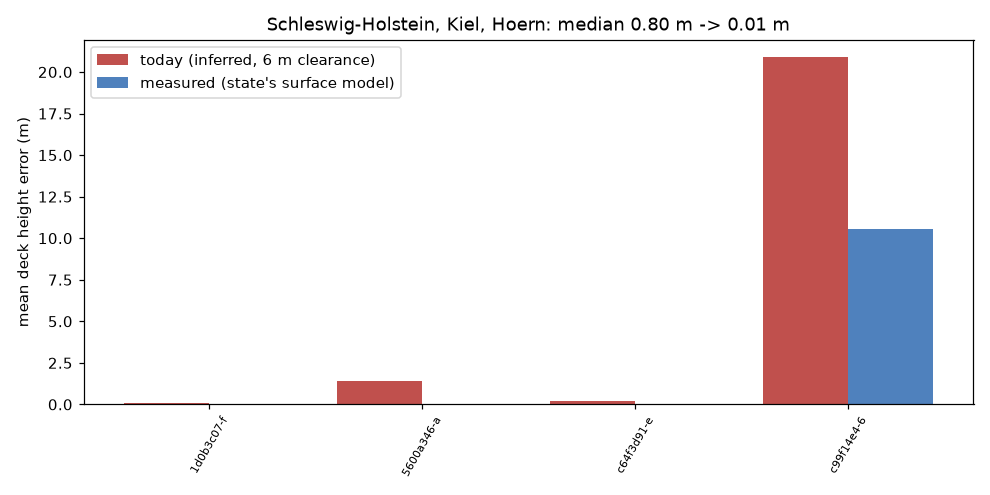 Schleswig-Holstein, Kiel, Hoern: median 0.80 m -> 0.01 m
today (inferred, 6 m clearance)
measured (state's surface model)
mean deck height error (m)
20.0
17.5
15.0
12.5
10.0
7.5
5.0
2.5
0.0
1d0b3c07-f
5600a346-a
c64f3d91-e
c99f14e4-6